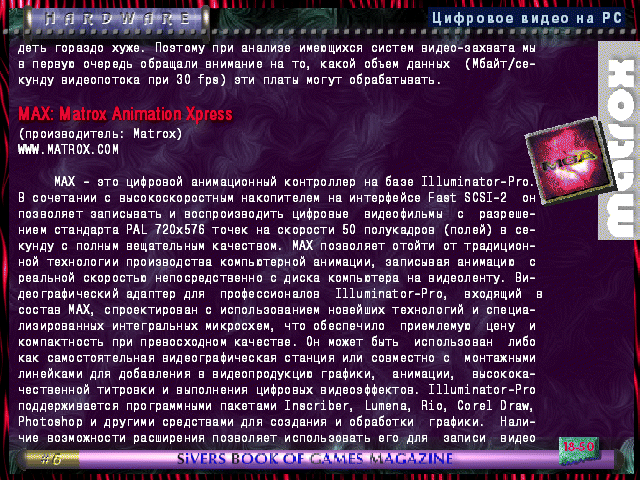 HARDWARE
Цифровое видео на PC
деть гораздо хуже. Поэтому при анализе имеющихся систем видео-захвата мы
в первую очередь обращали внимание на то, какой объем данных (Мбайт/се-
кунду видеопотока при 30 fps) эти платы могут обрабатывать.
MAX: Matrox Animation Xpress
(производитель: Matrox)
WWW.MATROX.COM
matrox
MGA
MAX - это цифровой анимационный контроллер на базе Illuminator-Pro.
В сочетании с высокоскоростным накопителем на интерфейсе Fast SCSI-2 он
позволяет записывать и воспроизводить цифровые видеофильмы с разреше-
нием стандарта PAL 720x576 точек на скорости 50 полукадров (полей) в се-
кунду с полным вещательным качеством. MAX позволяет отойти от традицион-
ной технологии производства компьютерной анимации, записывая анимацию с
реальной скоростью непосредственно с диска компьютера на видеоленту. Ви-
деографический адаптер для профессионалов Illuminator-Pro, входящий в
состав MAX, спроектирован с использованием новейших технологий и специа-
лизированных интегральных микросхем, что обеспечило приемлемую цену и
компактность при превосходном качестве. Он может быть использован либо
как самостоятельная видеографическая станция или совместно с монтажными
линейками для добавления в видеопродукцию графики, анимации, высокока-
чественной титровки и выполнения цифровых видеоэффектов. Illuminator-Pro
поддерживается программными пакетами Inscriber, Lumena, Rio, Corel Draw,
Photoshop и другими средствами для создания и обработки графики. Нали-
чие возможности расширения позволяет использовать его для записи видео
#6
SiVERS BOOK OF GAMES MAGAZINE
18-50